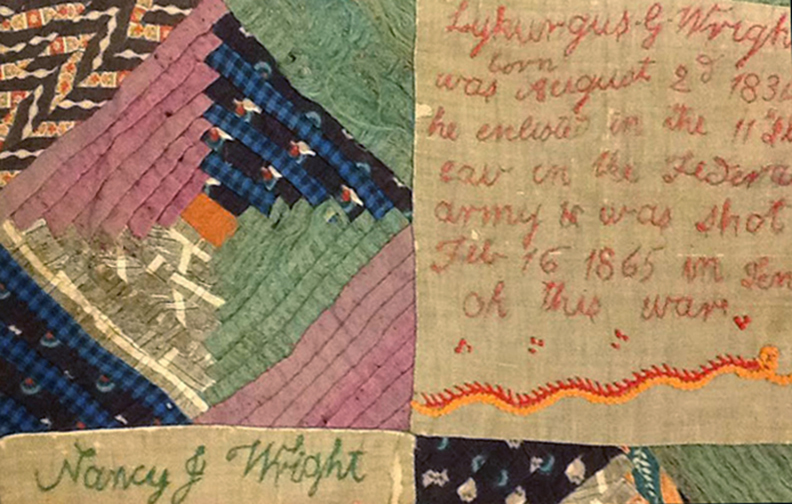 Lykurgus G Wrigh
born
was August 2d 183
he enlisted in the 11
cav in the Federa
army & was shot
Feb 16 1865 in Ten
oh this war
Nancy J Wright